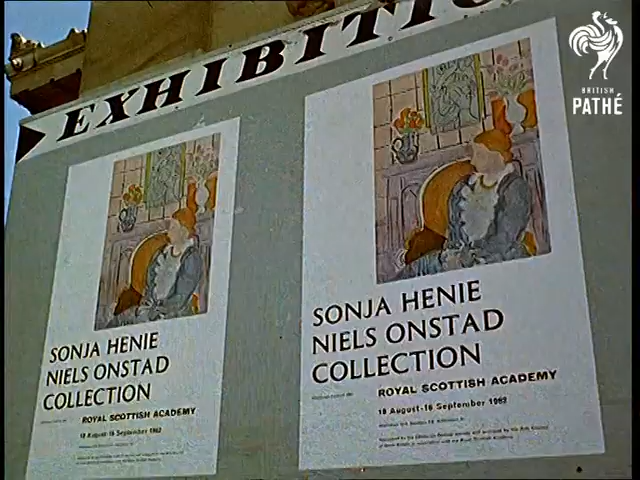 EXHIBITIO
BRITISH
PATHÉ
SONJA HENIE
NIELS ONSTAD
COLLECTION
ROYAL SCOTTISH ACADEMY
18 August-16 September 1962
SONJA HENIE
NIELS ONSTAD
COLLECTION
ROYAL SCOTTISH ACADEMY
18 August-16 September 1962